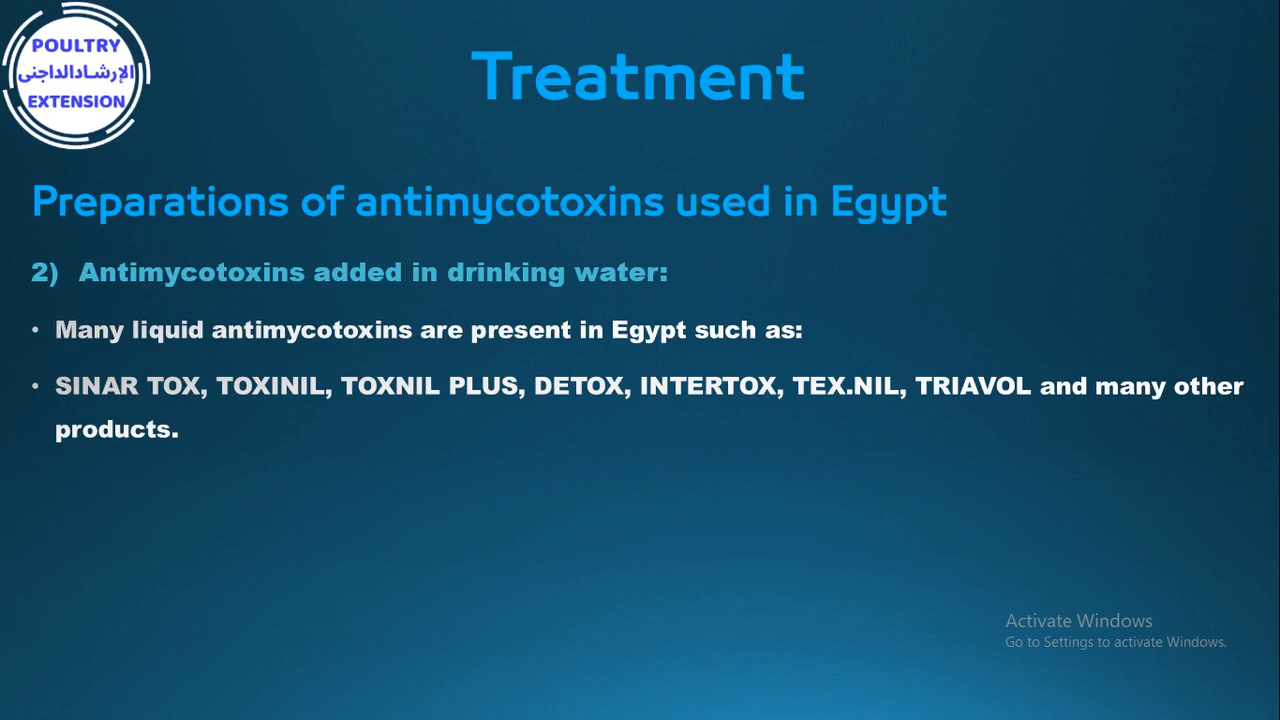 POULTRY
الإرشادالداجنى
EXTENSION
Treatment
Preparations of antimycotoxins used in Egypt
2) Antimycotoxins added in drinking water:
• Many liquid antimycotoxins are present in Egypt such as:
• SINAR TOX, TOXINIL, TOXNIL PLUS, DETOX, INTERTOX, TEX.NIL, TRIAVOL and many other
products.
Activate Windows
Go to Settings to activate Windows.